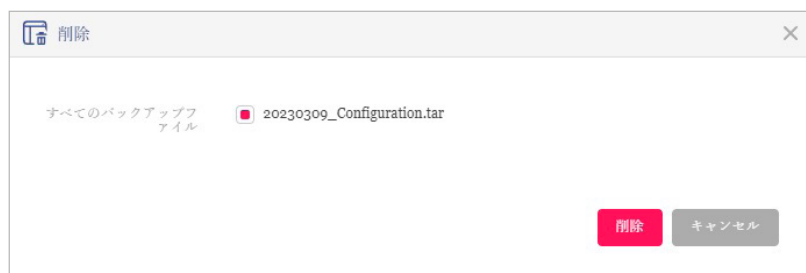 削除
すべてのバックアップフ
ァイル
20230309_Configuration.tar
削除
キャンセル